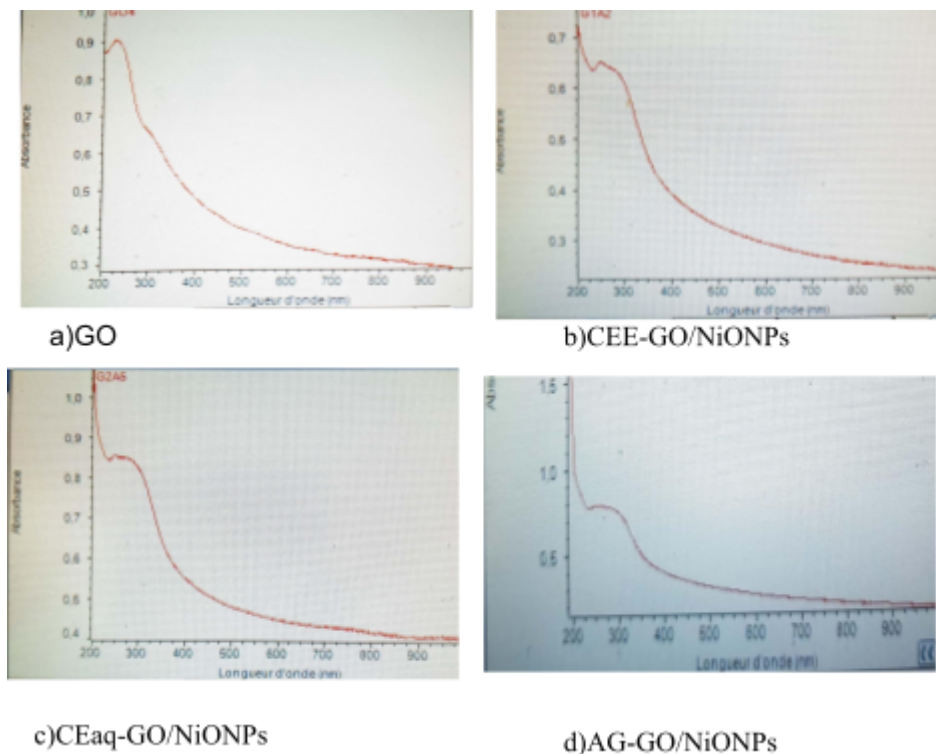 1,0
GO4
0,9
0,8
0,7
0,6
0,5
0,4
0,3
Absorbance
200 300 400 500 600 700 800 900
Longueur d'onde (nm)
a)GO
G1A2
0,7
0,6
0,5
0,4
0,3
Absorbance
200 300 400 500 600 700 800 900
Longueur d'onde (nm)
b)CEE-GO/NiONPs
G2A6
1,0
0,9
0,8
0,7
0,6
0,5
0,4
Absorbance
200 300 400 500 600 700 800 900
Longueur d'onde (nm)
c)CEaq-GO/NiONPs
1,5
1,0
0,5
Abs
200 300 400 500 600 700 800 900
Longueur d'onde (nm)
d)AG-GO/NiONPs